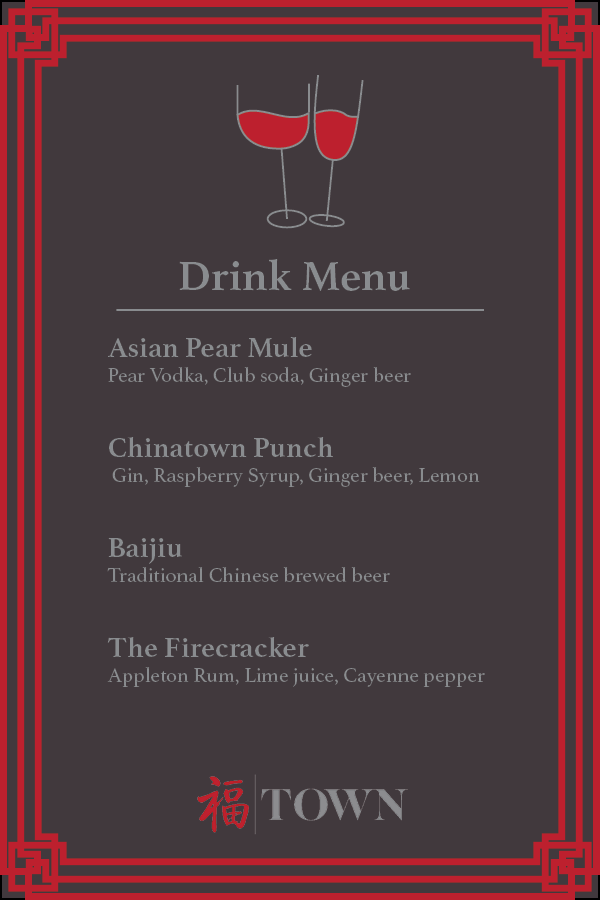 Drink Menu
Asian Pear Mule
Pear Vodka, Club soda, Ginger beer
Chinatown Punch
Gin, Raspberry Syrup, Ginger beer, Lemon
Baijiu
Traditional Chinese brewed beer
The Firecracker
Appleton Rum, Lime juice, Cayenne pepper
福 TOWN